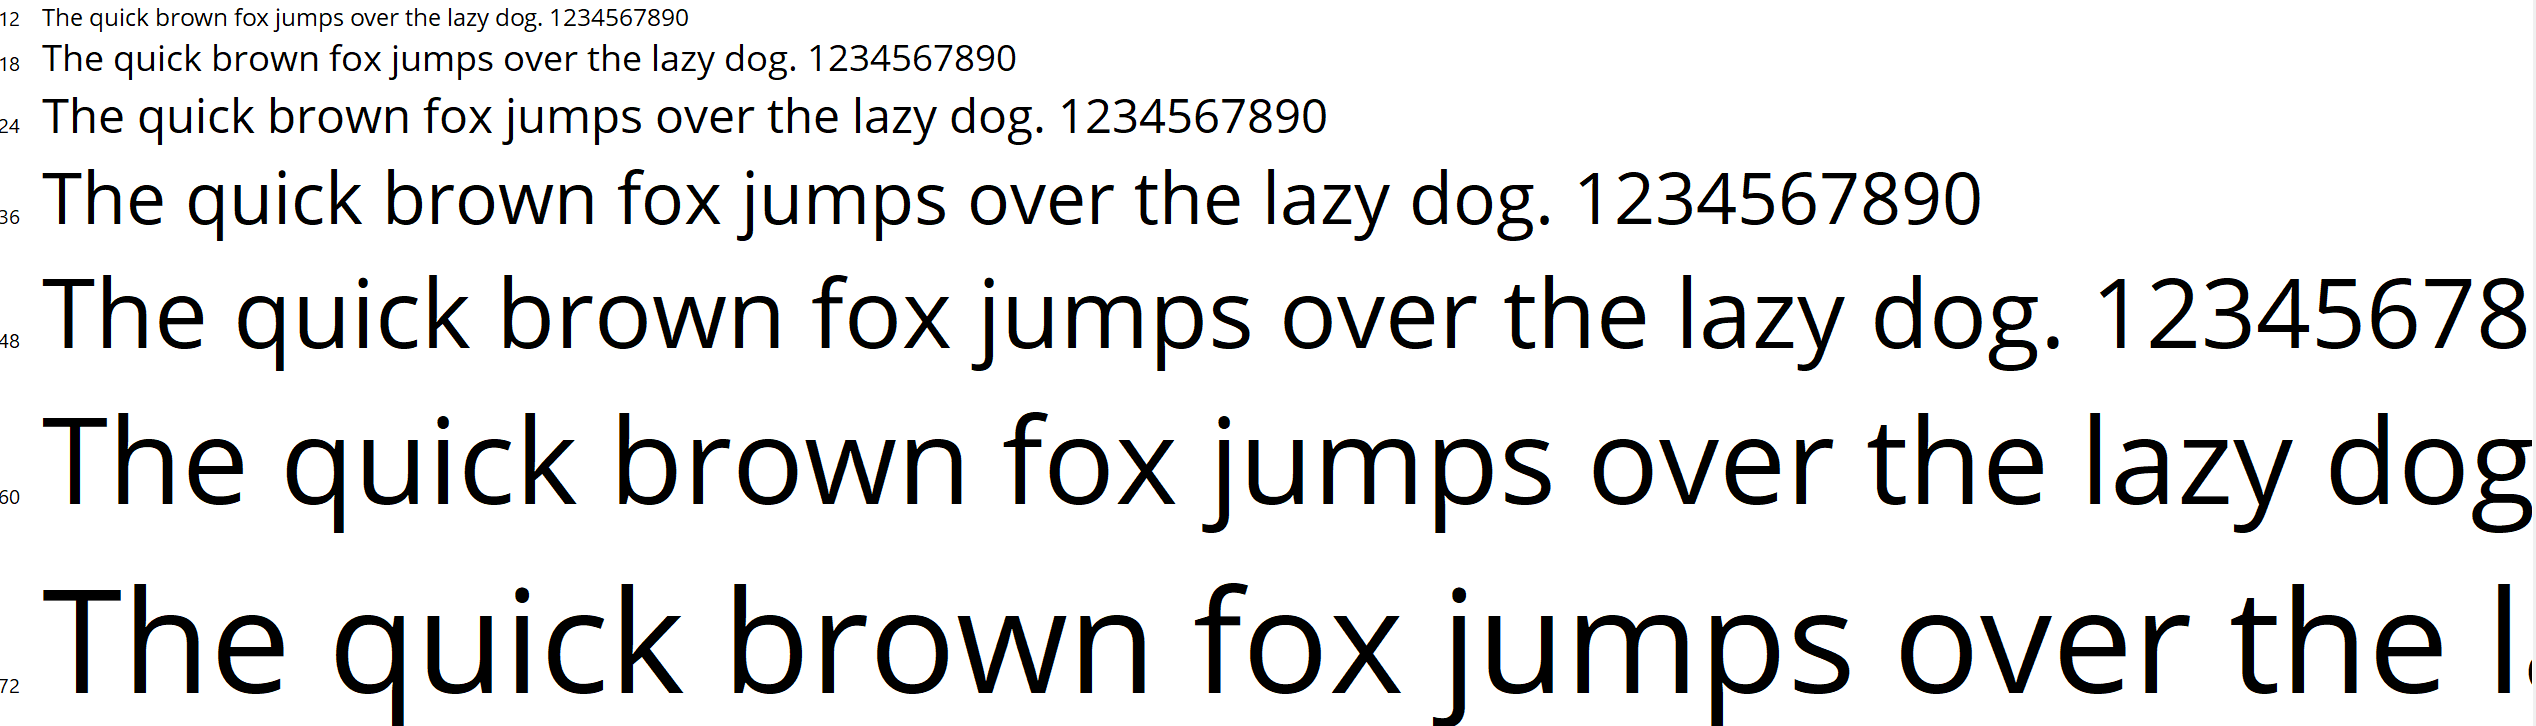 12 The quick brown fox jumps over the lazy dog. 1234567890
18 The quick brown fox jumps over the lazy dog. 1234567890
24 The quick brown fox jumps over the lazy dog. 1234567890
36 The quick brown fox jumps over the lazy dog. 1234567890
48 The quick brown fox jumps over the lazy dog. 12345678
60 The quick brown fox jumps over the lazy dog
72 The quick brown fox jumps over the l